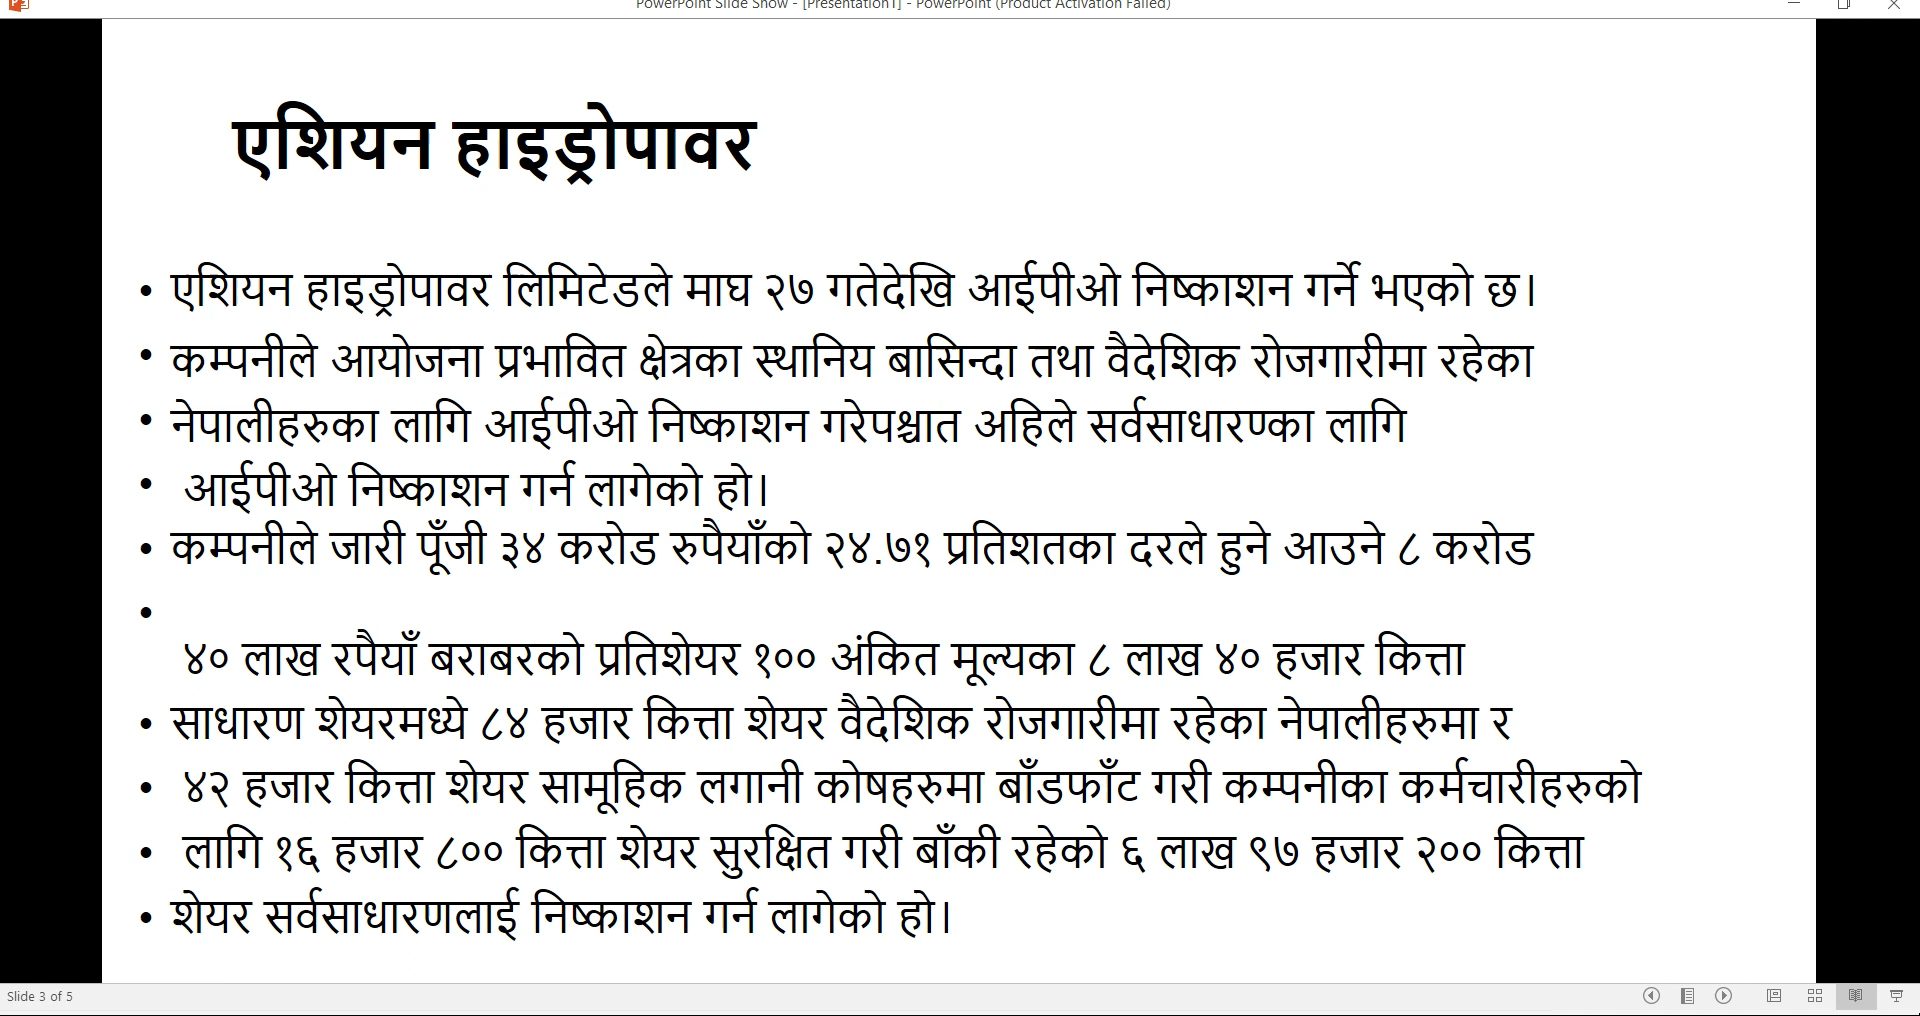 PowerPoint Slide Show - [Presentation1] - PowerPoint (Product Activation Failed)
एशियन हाइड्रोपावर
• एशियन हाइड्रोपावर लिमिटेडले माघ २७ गतेदेखि आईपीओ निष्काशन गर्ने भएको छ।
• कम्पनीले आयोजना प्रभावित क्षेत्रका स्थानिय बासिन्दा तथा वैदेशिक रोजगारीमा रहेका
• नेपालीहरुका लागि आईपीओ निष्काशन गरेपश्चात अहिले सर्वसाधारण्का लागि
• आईपीओ निष्काशन गर्न लागेको हो।
• कम्पनीले जारी पूँजी ३४ करोड रुपैयाँको २४.७१ प्रतिशतका दरले हुने आउने ८ करोड
•
४० लाख रपैयाँ बराबरको प्रतिशेयर १०० अंकित मूल्यका ८ लाख ४० हजार कित्ता
• साधारण शेयरमध्ये ८४ हजार कित्ता शेयर वैदेशिक रोजगारीमा रहेका नेपालीहरुमा र
• ४२ हजार कित्ता शेयर सामूहिक लगानी कोषहरुमा बाँडफाँट गरी कम्पनीका कर्मचारीहरुको
• लागि १६ हजार ८०० कित्ता शेयर सुरक्षित गरी बाँकी रहेको ६ लाख ९७ हजार २०० कित्ता
• शेयर सर्वसाधारणलाई निष्काशन गर्न लागेको हो।
Slide 3 of 5